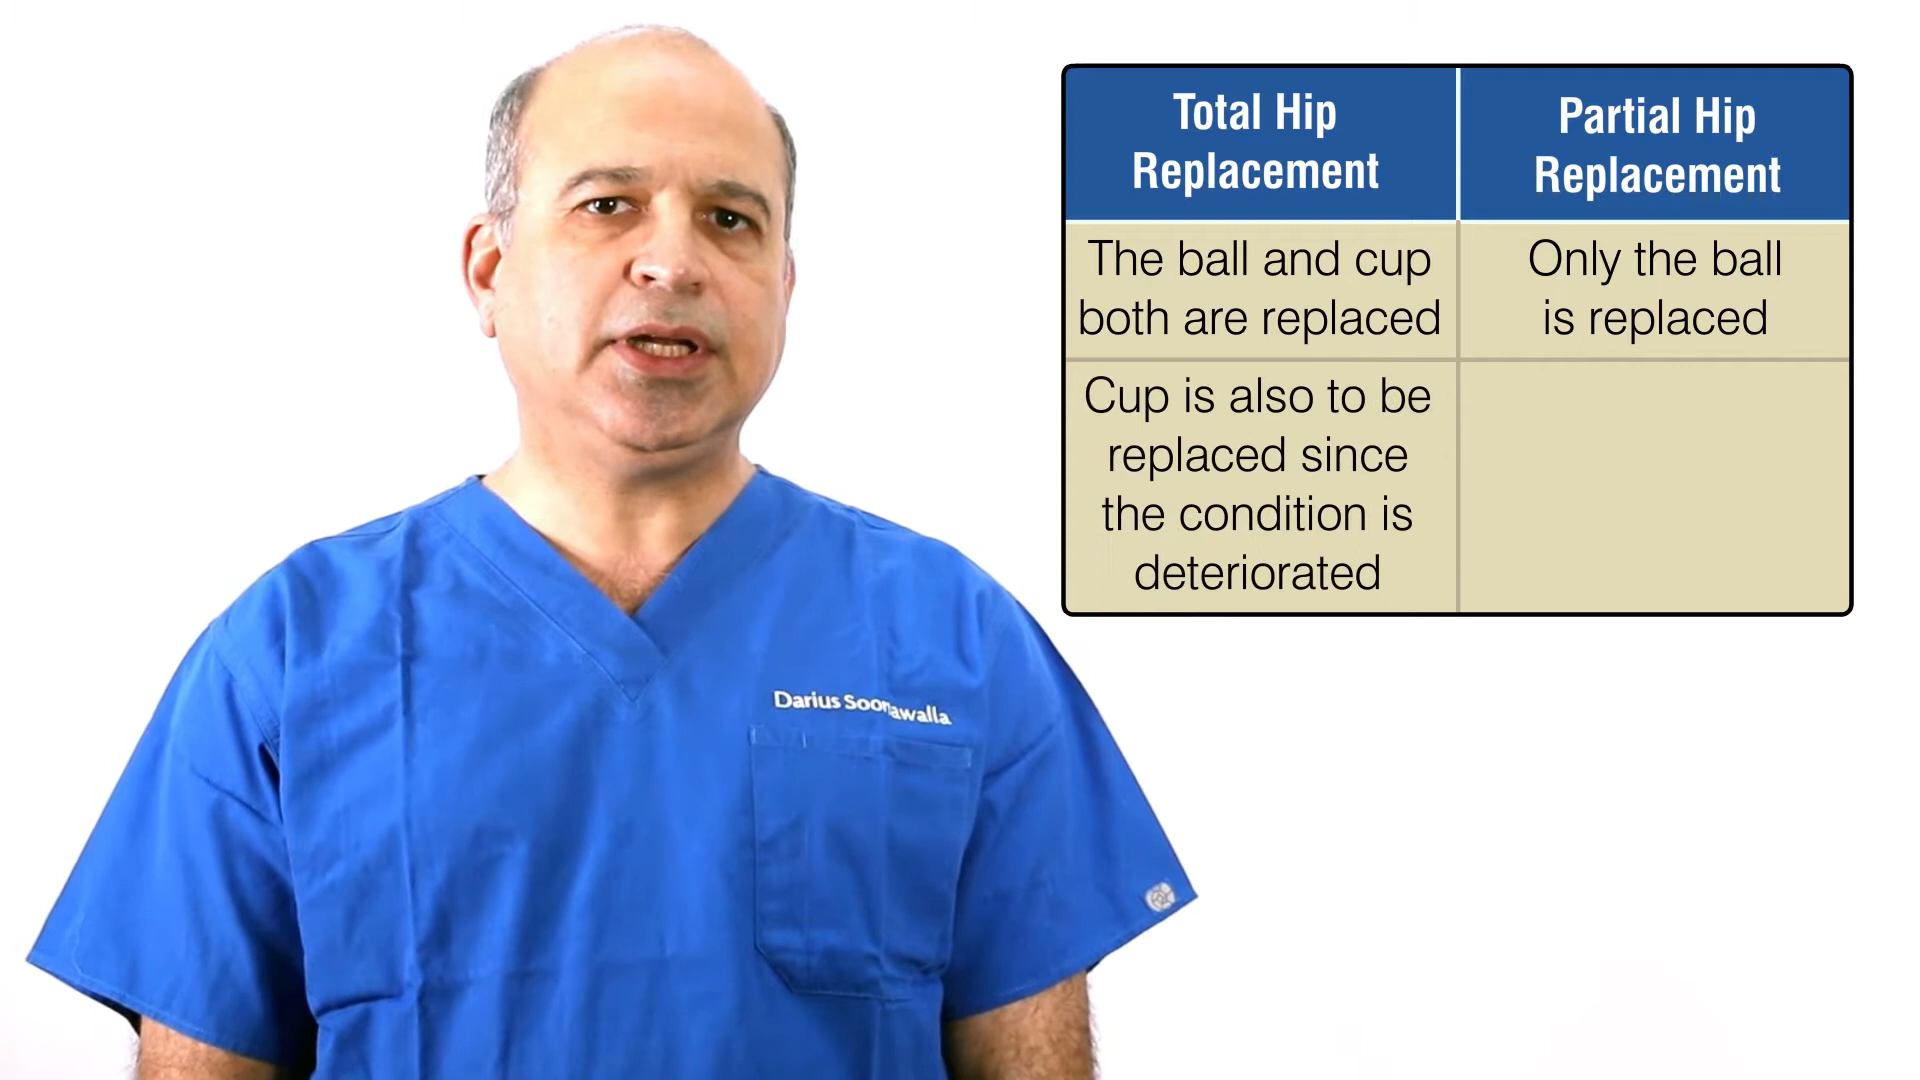 Total Hip
Replacement
Partial Hip
Replacement
The ball and cup
both are replaced
Only the ball
is replaced
Cup is also to be
replaced since
the condition is
deteriorated
Darius Soonawalla